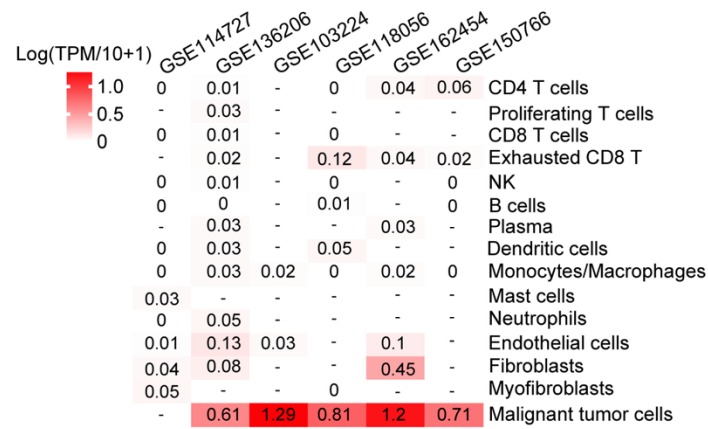 Log(TPM/10+1)
GSE114727 GSE136206 GSE103224 GSE118056 GSE162454 GSE150766
1.0
0.5
0
0 0.01 - 0 0.04 0.06 CD4 T cells
- 0.03 - - - - Proliferating T cells
0 0.01 - 0 - - CD8 T cells
- 0.02 - 0.12 0.04 0.02 Exhausted CD8 T
0 0.01 - 0 - 0 NK
0 0 - 0.01 - 0 B cells
- 0.03 - - 0.03 - Plasma
0 0.03 - 0.05 - - Dendritic cells
0 0.03 0.02 0 0.02 0 Monocytes/Macrophages
0.03 - - - - - Mast cells
0 0.05 - - - - Neutrophils
0.01 0.13 0.03 - 0.1 - Endothelial cells
0.04 0.08 - - 0.45 - Fibroblasts
0.05 - - 0 - - Myofibroblasts
- 0.61 1.29 0.81 1.2 0.71 Malignant tumor cells